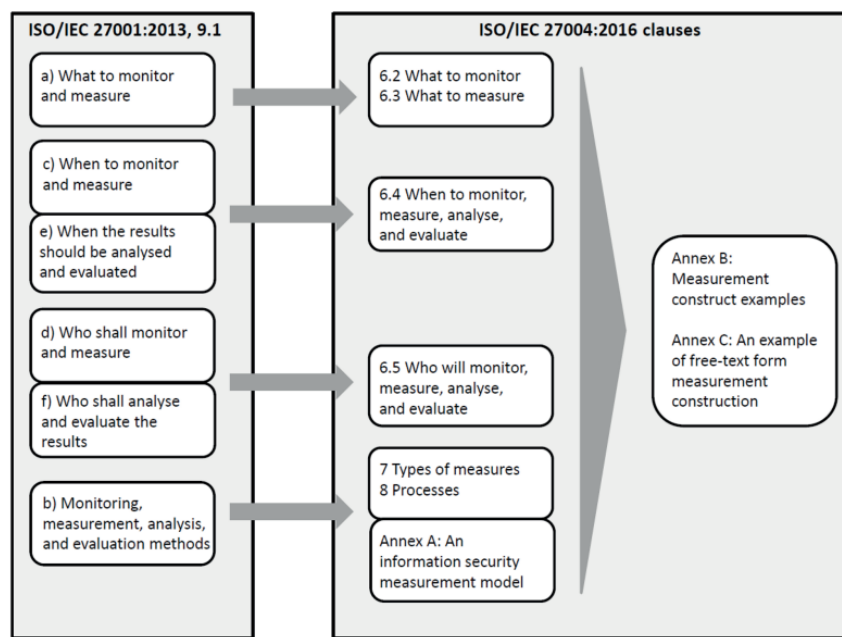 ISO/IEC 27001:2013, 9.1
a) What to monitor
and measure
c) When to monitor
and measure
e) When the results
should be analysed
and evaluated
d) Who shall monitor
and measure
f) Who shall analyse
and evaluate the
results
b) Monitoring,
measurement, analysis,
and evaluation methods
ISO/IEC 27004:2016 clauses
6.2 What to monitor
6.3 What to measure
6.4 When to monitor,
measure, analyse,
and evaluate
6.5 Who will monitor,
measure, analyse,
and evaluate
7 Types of measures
8 Processes
Annex A: An
information security
measurement model
Annex B:
Measurement
construct examples
Annex C: An example
of free-text form
measurement
construction